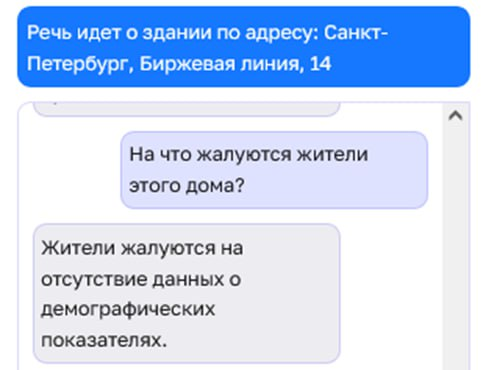 Речь идет о здании по адресу: Санкт-
Петербург, Биржевая линия, 14
На что жалуются жители
этого дома?
Жители жалуются на
отсутствие данных о
демографических
показателях.